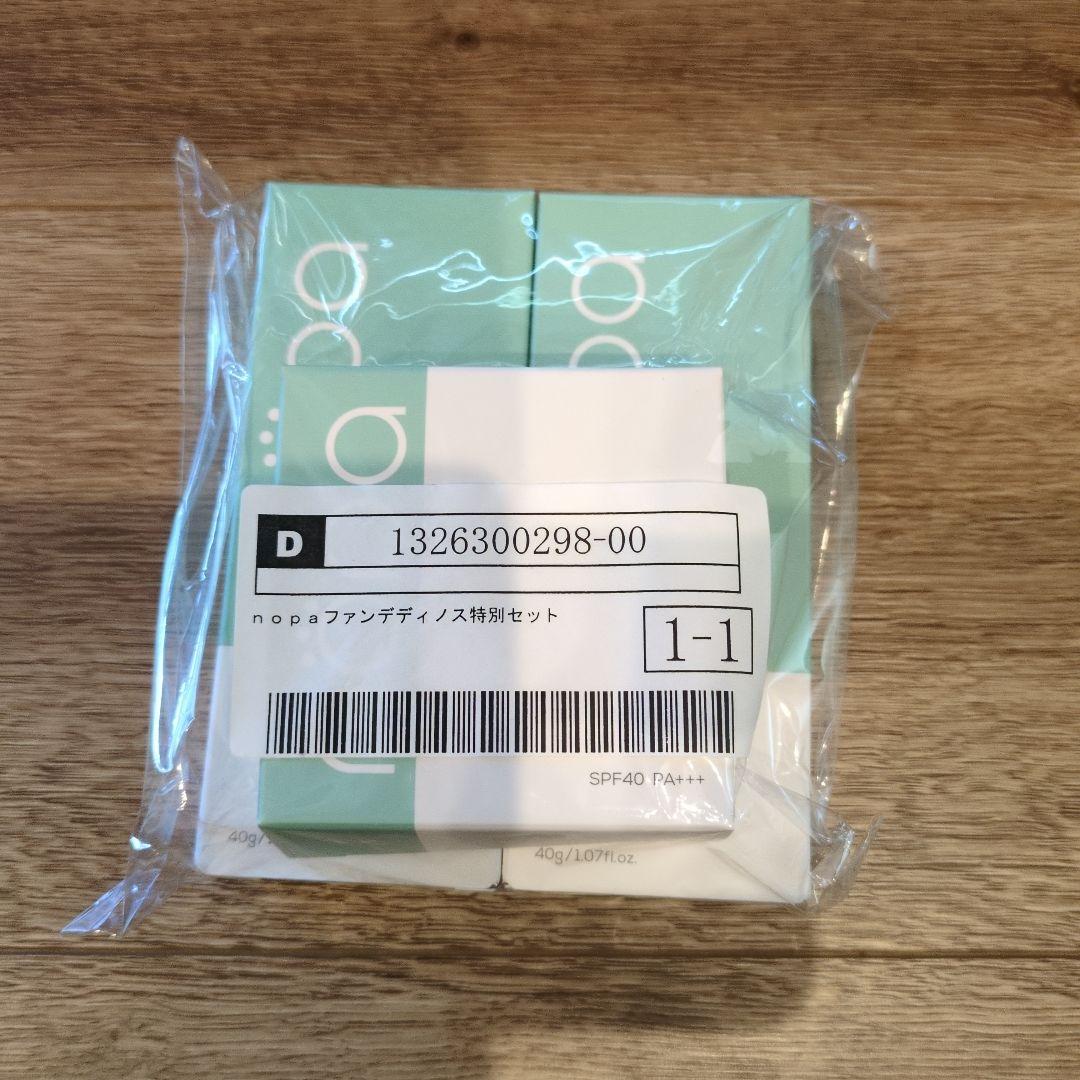 D 1326300298-00
nopaファンデディノス特別セット
1-1
SPF40 PA+++
40g/
40g/1.07fl.oz.